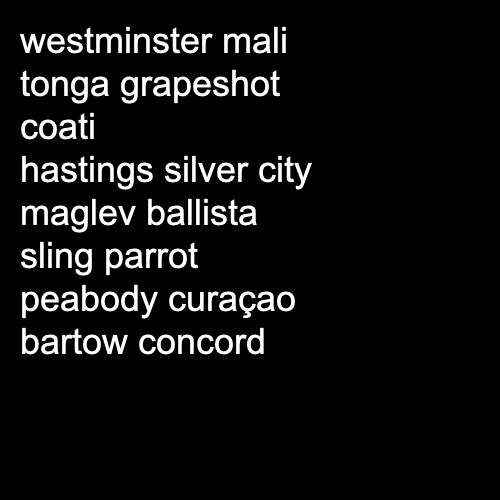 westminster mali
tonga grapeshot
coati
hastings silver city
maglev ballista
sling parrot
peabody curaçao
bartow concord